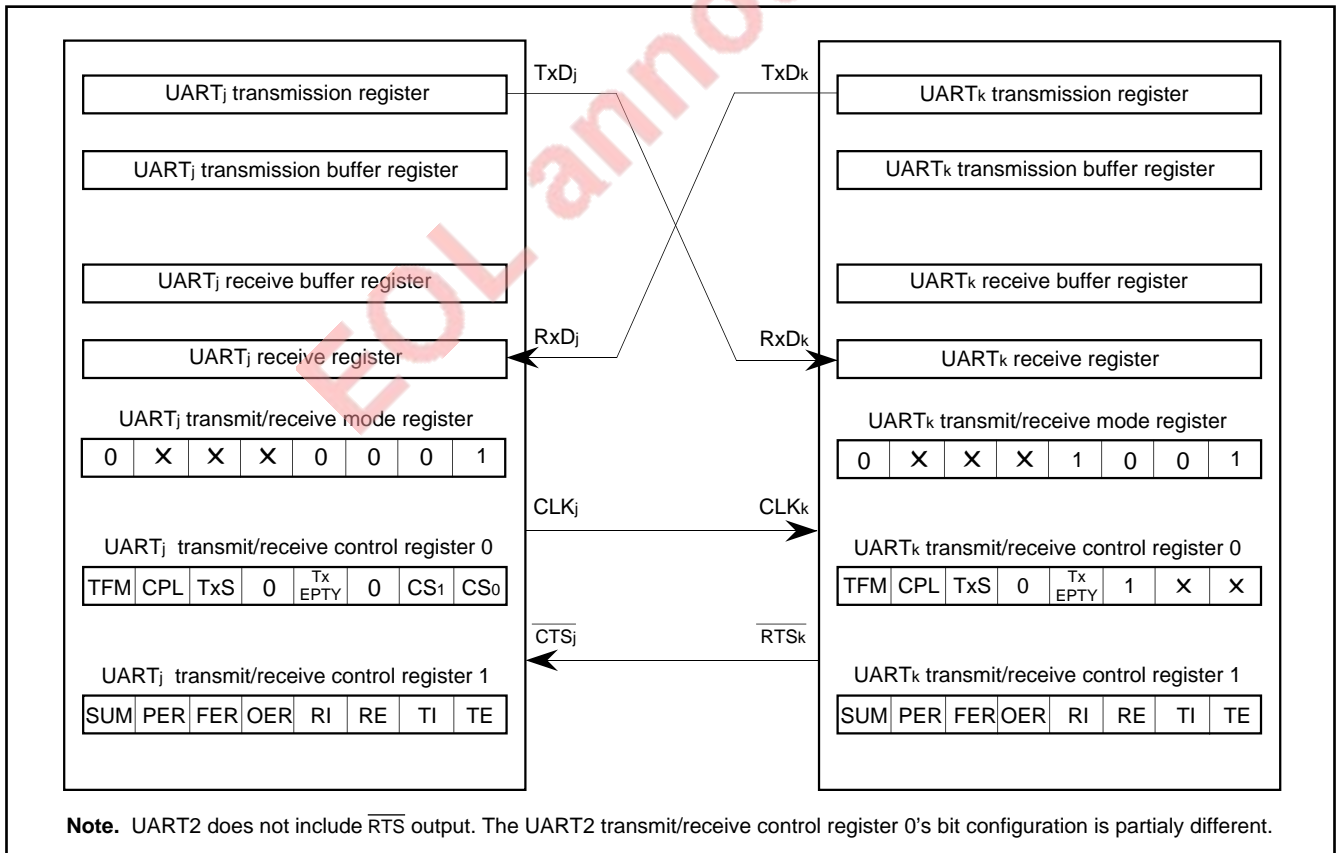 EOL anno
TxDj TxDk
UARTj transmission register
UARTk transmission register
UARTj transmission buffer register
UARTk transmission buffer register
UARTj receive buffer register
UARTk receive buffer register
RxDj RxDk
UARTj receive register
UARTk receive register
UARTj transmit/receive mode register
0 X X X 0 0 0 1
UARTk transmit/receive mode register
0 X X X 1 0 0 1
CLKj CLKk
UARTj transmit/receive control register 0
TFM CPL TxS 0 Tx EPTY 0 CS1 CS0
UARTk transmit/receive control register 0
TFM CPL TxS 0 Tx EPTY 1 X X
CTSj RTSk
UARTj transmit/receive control register 1
SUM PER FER OER RI RE TI TE
UARTk transmit/receive control register 1
SUM PER FER OER RI RE TI TE
Note. UART2 does not include RTS output. The UART2 transmit/receive control register 0's bit configuration is partialy different.